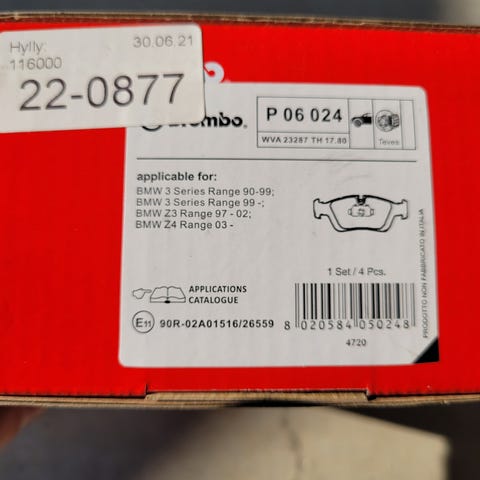 Hylly:
30.06.21
116000
22-0877
brembo.
P 06 024
WVA 23287 TH 17.80
Teves
applicable for:
BMW 3 Series Range 90-99;
BMW 3 Series Range 99 -;
BMW Z3 Range 97 - 02;
BMW Z4 Range 03 -
1 Set / 4 Pcs.
APPLICATIONS
CATALOGUE
E11
90R-02A01516/26559
8 020584 050248
4720
PRODOTTO NON FABBRICATO IN ITALIA